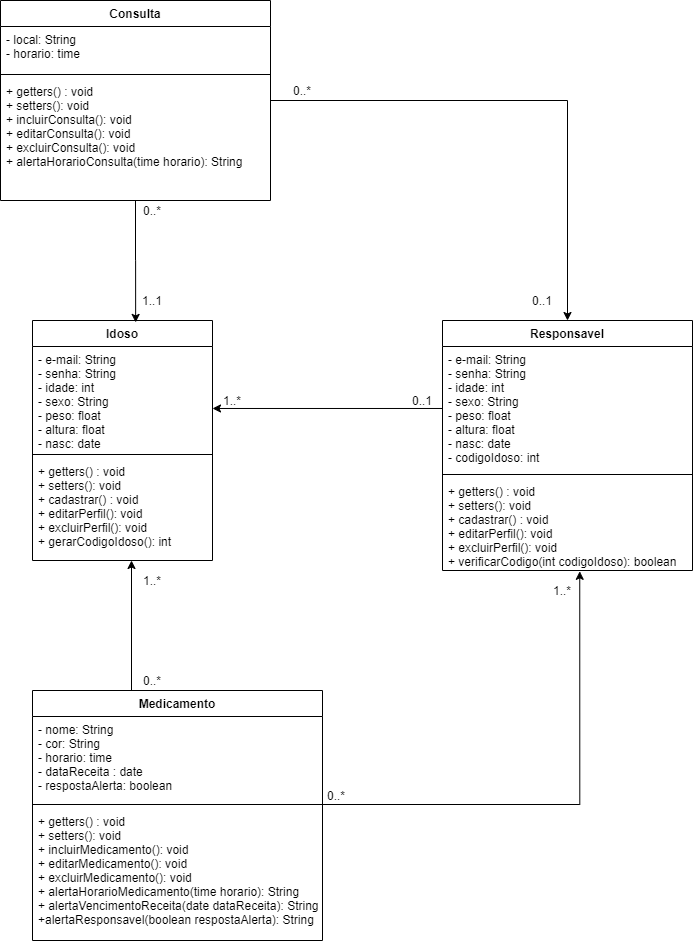 Consulta
- local: String
- horario: time
+ getters() : void
+ setters(): void
+ incluirConsulta(): void
+ editarConsulta(): void
+ excluirConsulta(): void
+ alertaHorarioConsulta(time horario): String
0..*
0..*
1..1
0..1
Idoso
- e-mail: String
- senha: String
- idade: int
- sexo: String
- peso: float
- altura: float
- nasc: date
+ getters() : void
+ setters(): void
+ cadastrar() : void
+ editarPerfil(): void
+ excluirPerfil(): void
+ gerarCodigoIdoso(): int
1..*
0..1
Responsavel
- e-mail: String
- senha: String
- idade: int
- sexo: String
- peso: float
- altura: float
- nasc: date
- codigoIdoso: int
+ getters() : void
+ setters(): void
+ cadastrar() : void
+ editarPerfil(): void
+ excluirPerfil(): void
+ verificarCodigo(int codigoIdoso): boolean
1..*
1..*
0..*
Medicamento
- nome: String
- cor: String
- horario: time
- dataReceita : date
- respostaAlerta: boolean
0..*
+ getters() : void
+ setters(): void
+ incluirMedicamento(): void
+ editarMedicamento(): void
+ excluirMedicamento(): void
+ alertaHorarioMedicamento(time horario): String
+ alertaVencimentoReceita(date dataReceita): String
+alertaResponsavel(boolean respostaAlerta): String